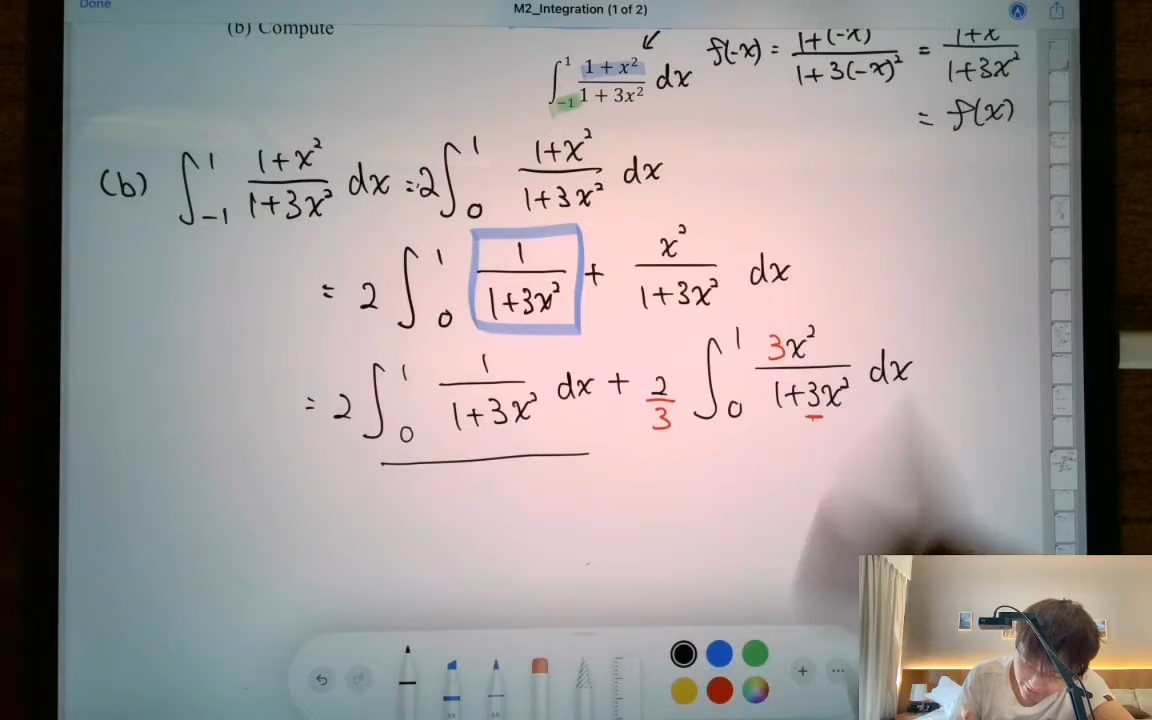 Done
M2_Integration (1 of 2)
(b) Compute
∫_{-1}^{1} (1 + x²)/(1 + 3x²) dx
f(-x) = (1+(-x))/(1+3(-x)²) = (1+x)/(1+3x²)
= f(x)
(b) ∫_{-1}^{1} (1+x²)/(1+3x²) dx = 2∫_{0}^{1} (1+x²)/(1+3x²) dx
= 2 ∫_{0}^{1} 1/(1+3x²) + x²/(1+3x²) dx
= 2 ∫_{0}^{1} 1/(1+3x²) dx + 2/3 ∫_{0}^{1} 3x²/(1+3x²) dx